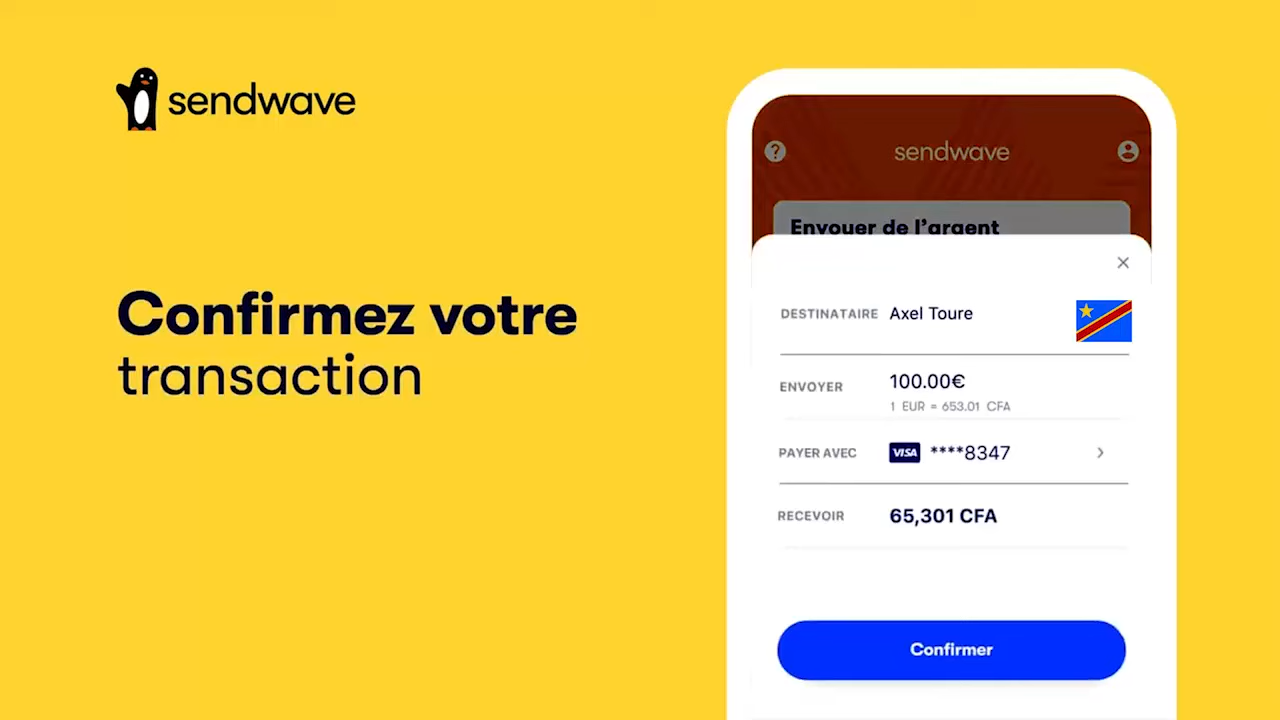 sendwave
Confirmez votre
transaction
sendwave
Envoyer de l'argent
DESTINATAIRE Axel Toure
ENVOYER 100.00€
1 EUR = 653.01 CFA
PAYER AVEC VISA ****8347
RECEVOIR 65,301 CFA
Confirmer